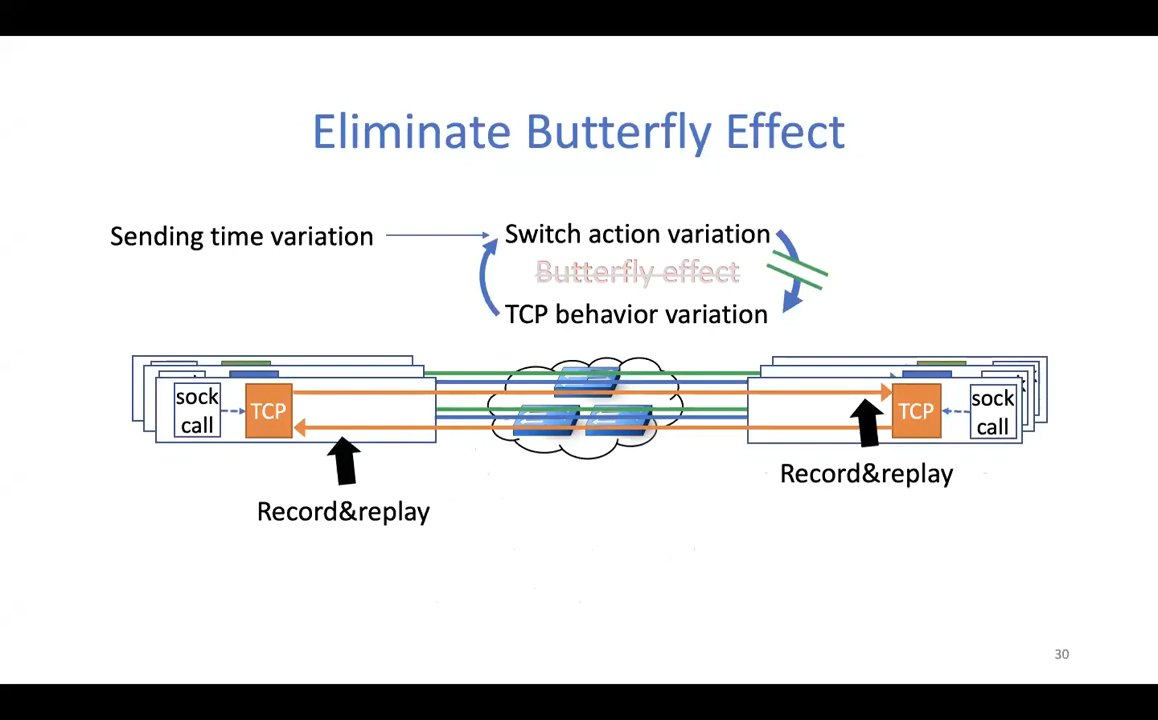 Eliminate Butterfly Effect
Sending time variation
Switch action variation
Butterfly effect
TCP behavior variation
sock
call
TCP
TCP
sock
call
Record&replay
Record&replay
30